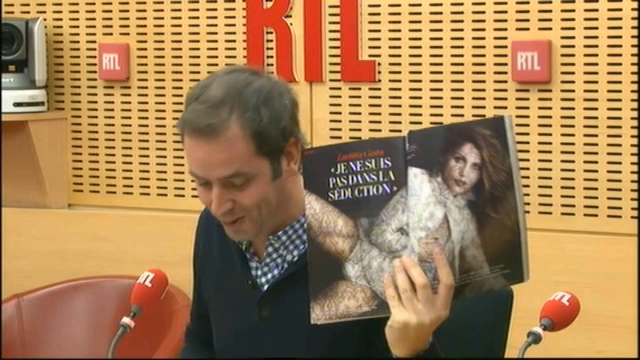 RTL
RTL
RTL
Laetitia Casta
« JE NE SUIS
PAS DANS LA
SÉDUCTION »
RTL
RTL